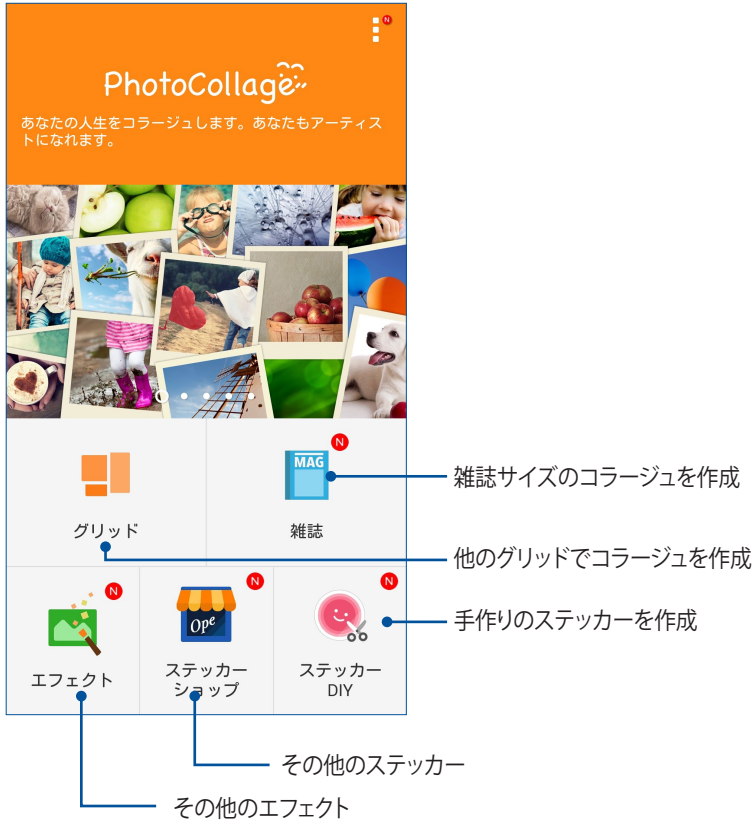 N
PhotoCollage
あなたの人生をコラージュします。あなたもアーティス
トになれます。
N
MAG
グリッド
雑誌
雑誌サイズのコラージュを作成
他のグリッドでコラージュを作成
N
N
N
Ope
手作りのステッカーを作成
エフェクト
ステッカー
ショップ
ステッカー
DIY
その他のステッカー
その他のエフェクト